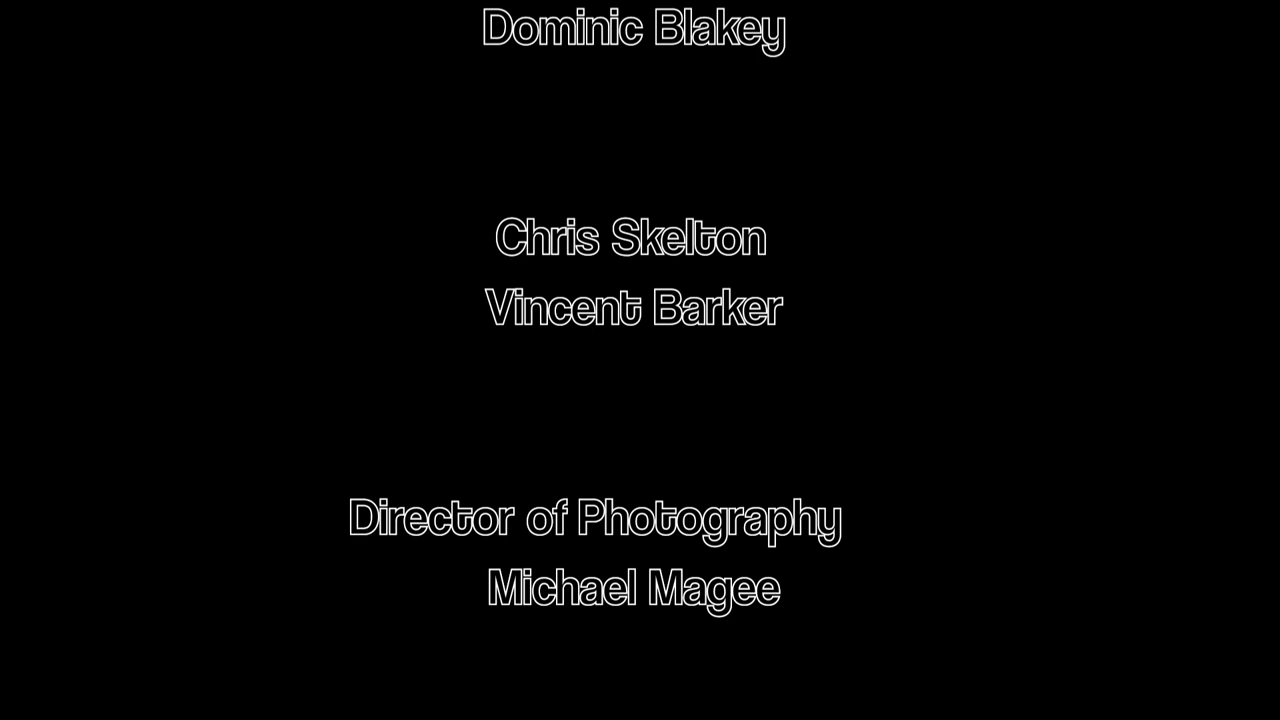 Dominic Blakey
Chris Skelton
Vincent Barker
Director of Photography
Michael Magee